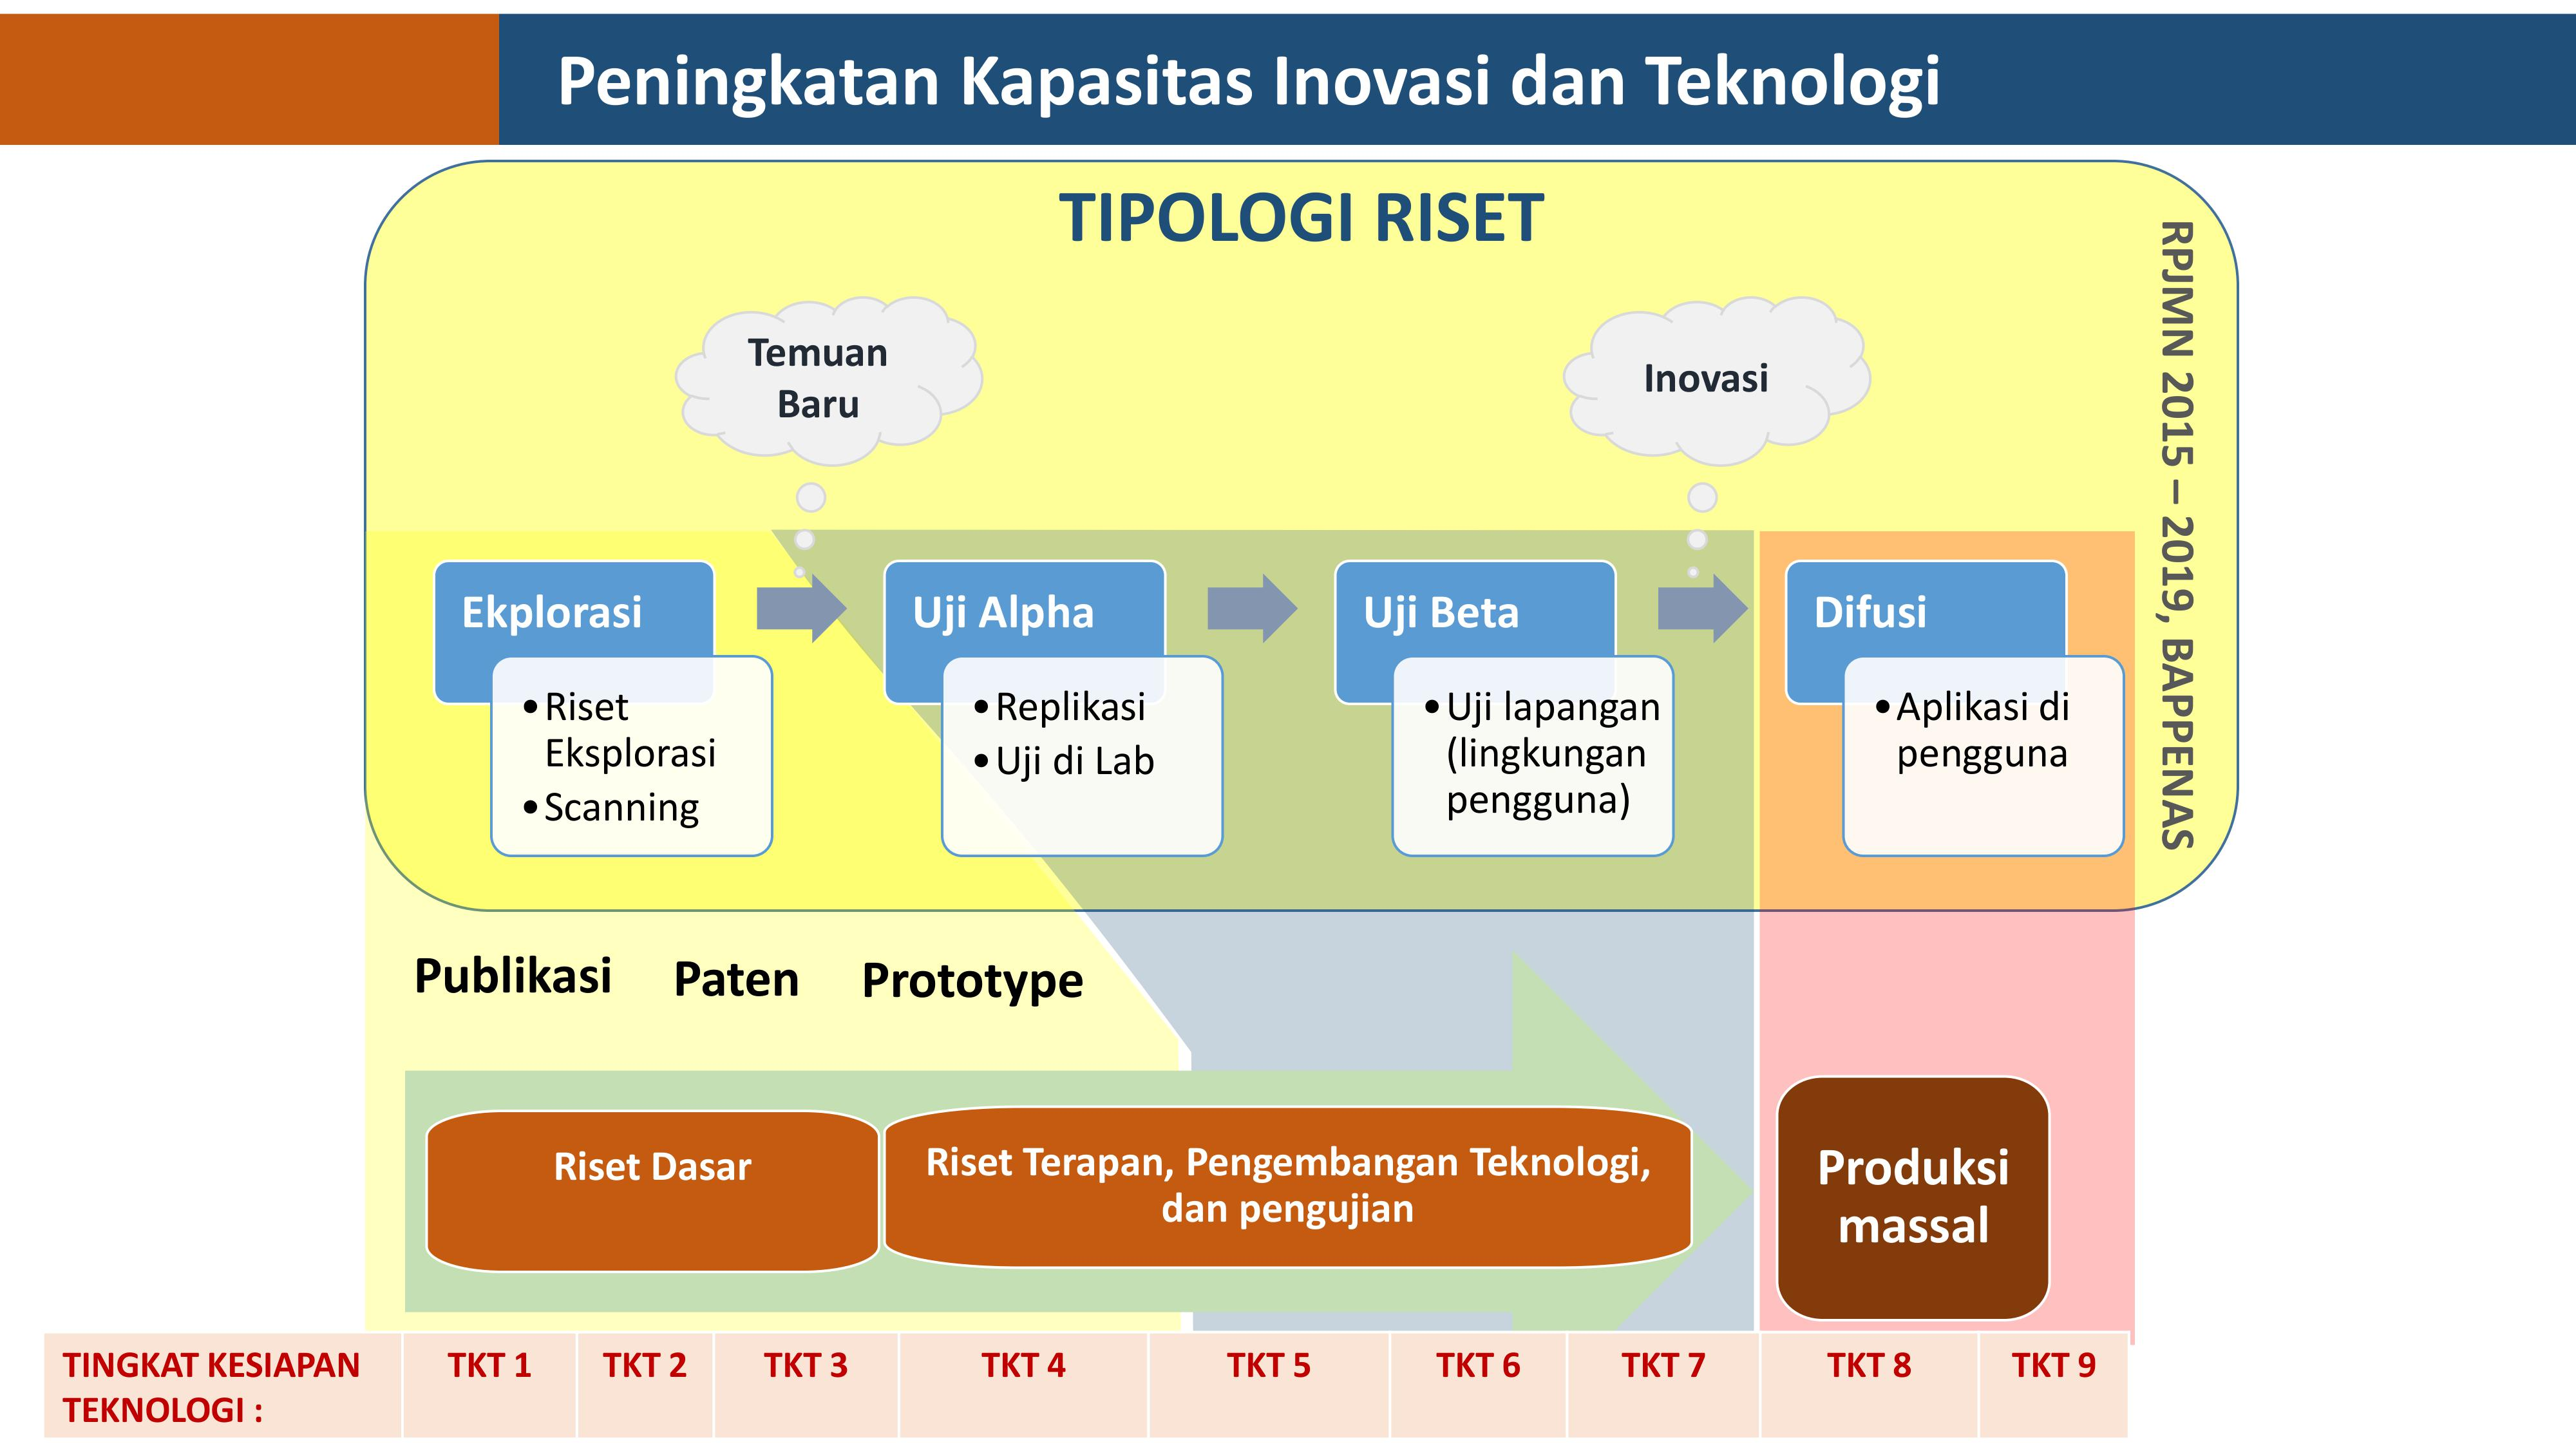 Peningkatan Kapasitas Inovasi dan Teknologi
TIPOLOGI RISET
RPJMN 2015 – 2019, BAPPENAS
Temuan
Baru
Inovasi
Ekplorasi
•Riset
Eksplorasi
•Scanning
Uji Alpha
•Replikasi
•Uji di Lab
Uji Beta
•Uji lapangan
(lingkungan
pengguna)
Difusi
•Aplikasi di
pengguna
Publikasi
Paten
Prototype
Riset Dasar
Riset Terapan, Pengembangan Teknologi,
dan pengujian
Produksi
massal
TINGKAT KESIAPAN
TEKNOLOGI :
TKT 1
TKT 2
TKT 3
TKT 4
TKT 5
TKT 6
TKT 7
TKT 8
TKT 9